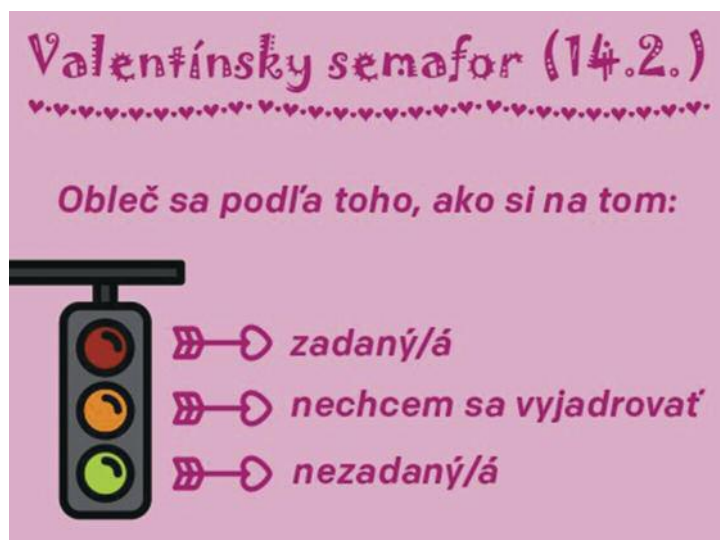 Valentínsky semafor (14.2.)
Obleč sa podľa toho, ako si na tom:
zadaný/á
nechcem sa vyjadrovať
nezadaný/á